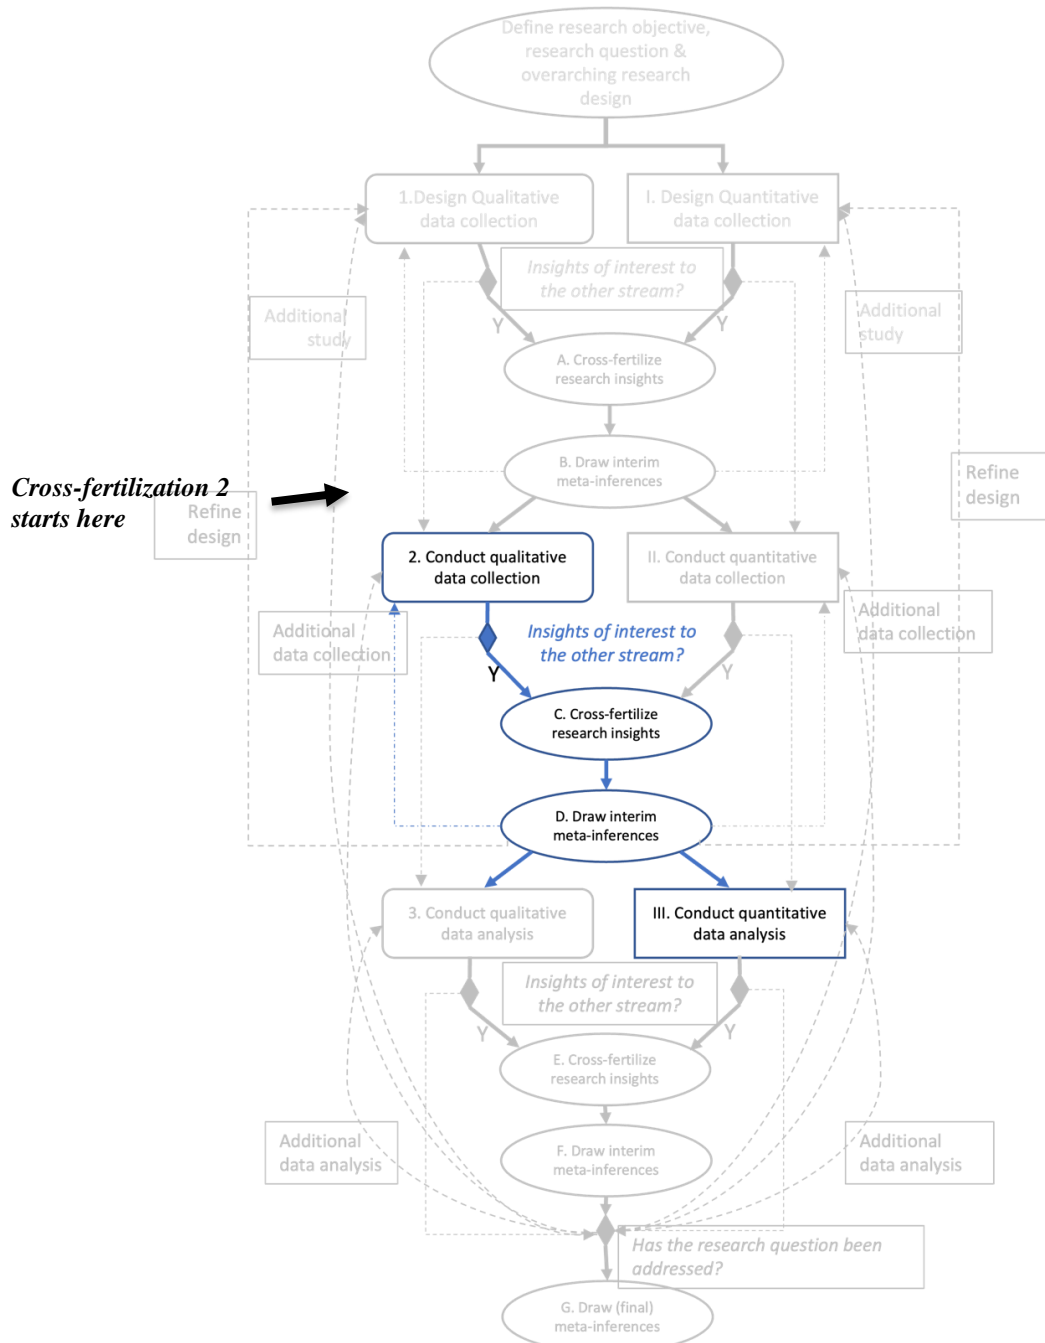 Define research objective,
research question &
overarching research
design
1.Design Qualitative
data collection
I. Design Quantitative
data collection
Insights of interest to
the other stream?
Additional
study
Additional
study
Y
Y
A. Cross-fertilize
research insights
B. Draw interim
meta-inferences
Cross-fertilization 2
starts here
Refine
design
Refine
design
2. Conduct qualitative
data collection
II. Conduct quantitative
data collection
Additional
data collection
Additional
data collection
Insights of interest to
the other stream?
Y
Y
C. Cross-fertilize
research insights
D. Draw interim
meta-inferences
3. Conduct qualitative
data analysis
III. Conduct quantitative
data analysis
Insights of interest to
the other stream?
Y
Y
E. Cross-fertilize
research insights
Additional
data analysis
Additional
data analysis
F. Draw interim
meta-inferences
Has the research question been
addressed?
G. Draw (final)
meta-inferences